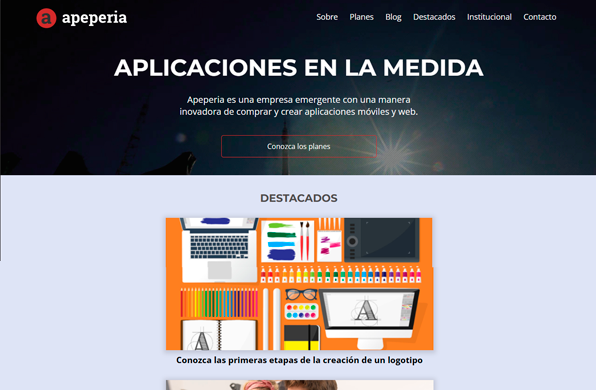 a apeperia
Sobre Planes Blog Destacados Institucional Contacto
APLICACIONES EN LA MEDIDA
Apeperia es una empresa emergente con una manera
inovadora de comprar y crear aplicaciones móviles y web.
Conozca los planes
DESTACADOS
A
A
Conozca las primeras etapas de la creación de un logotipo